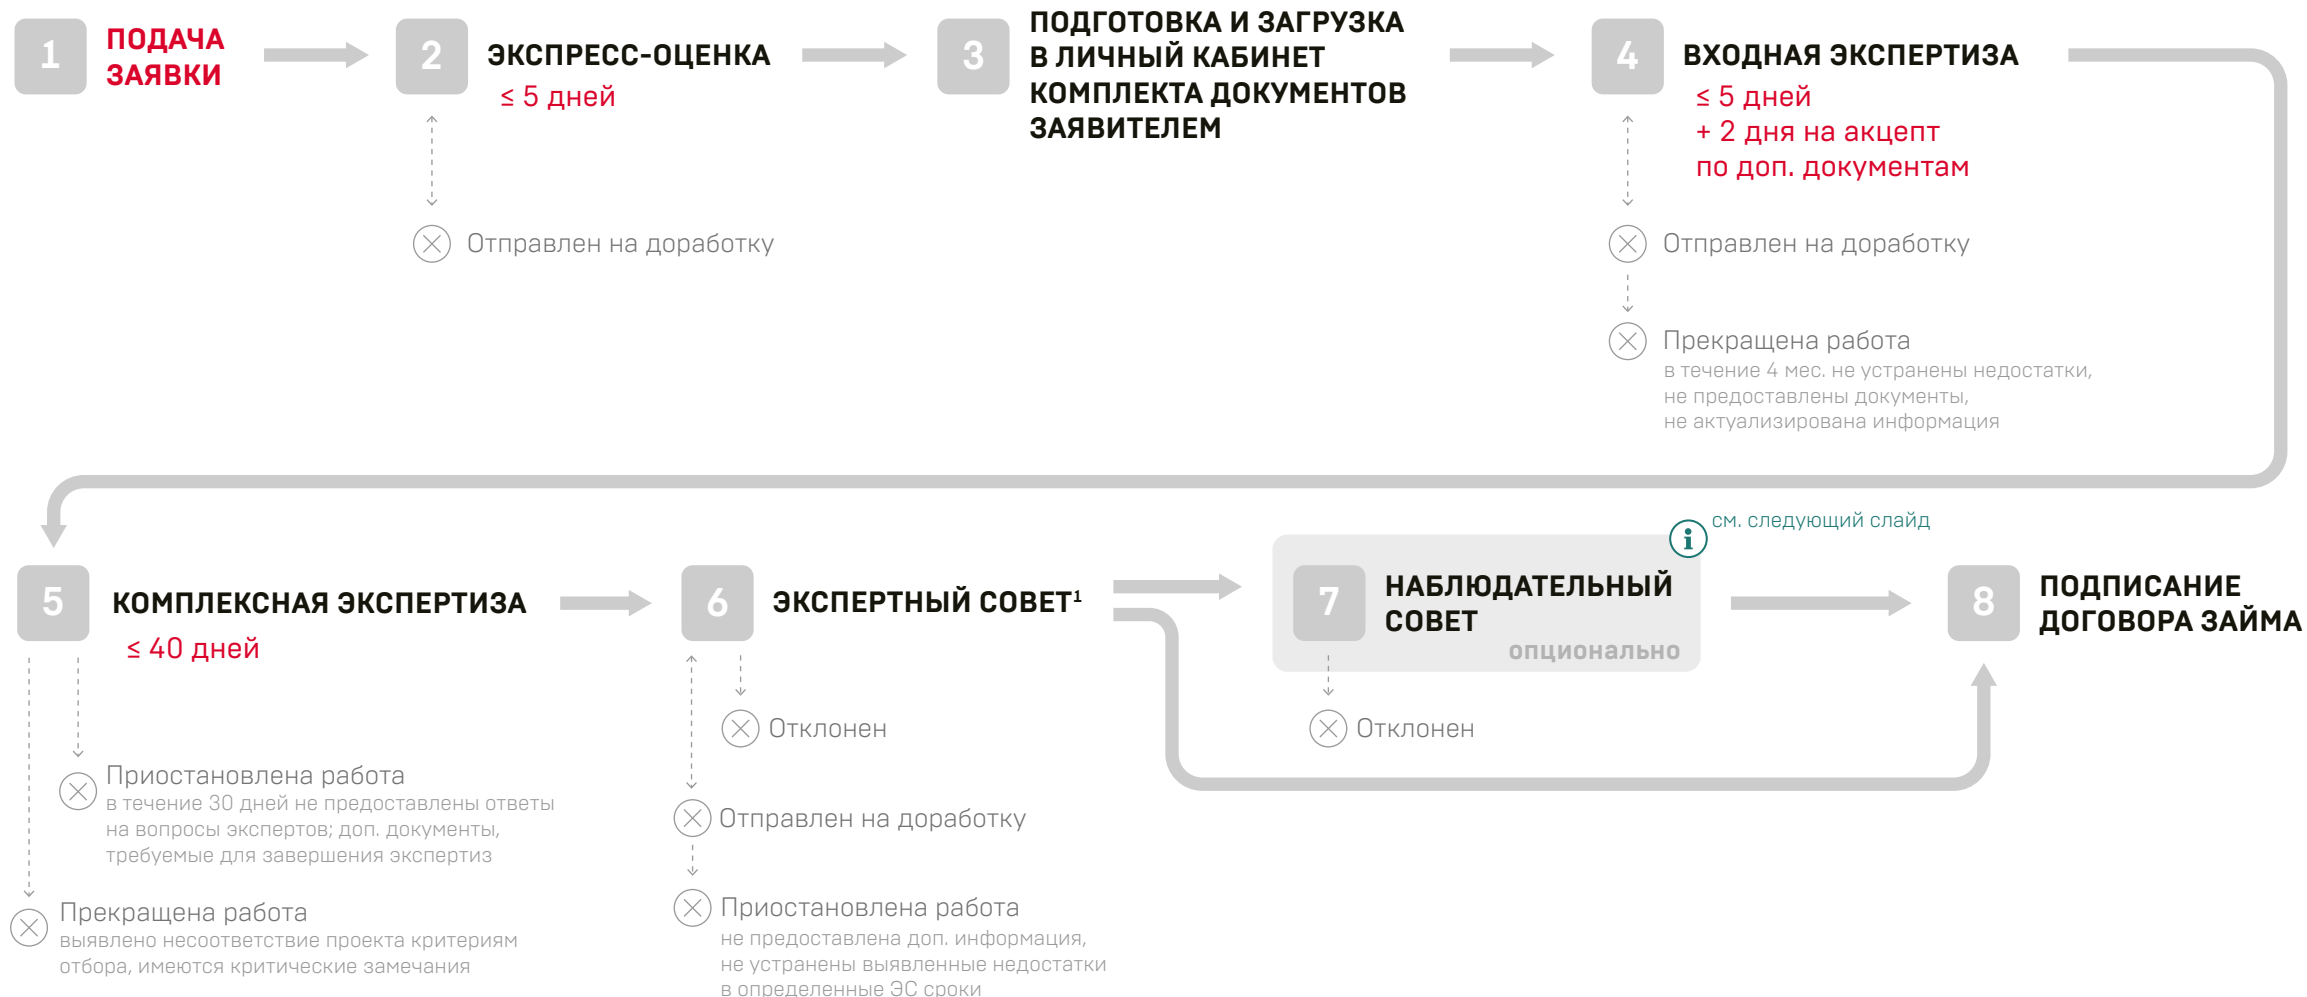 1
ПОДАЧА
ЗАЯВКИ
2
ЭКСПРЕСС-ОЦЕНКА
≤ 5 дней
Отправлен на доработку
3
ПОДГОТОВКА И ЗАГРУЗКА
В ЛИЧНЫЙ КАБИНЕТ
КОМПЛЕКТА ДОКУМЕНТОВ
ЗАЯВИТЕЛЕМ
4
ВХОДНАЯ ЭКСПЕРТИЗА
≤ 5 дней
+ 2 дня на акцепт
по доп. документам
Отправлен на доработку
Прекращена работа
в течение 4 мес. не устранены недостатки,
не предоставлены документы,
не актуализирована информация
5
КОМПЛЕКСНАЯ ЭКСПЕРТИЗА
≤ 40 дней
Приостановлена работа
в течение 30 дней не предоставлены ответы
на вопросы экспертов; доп. документы,
требуемые для завершения экспертиз
Прекращена работа
выявлено несоответствие проекта критериям
отбора, имеются критические замечания
6
ЭКСПЕРТНЫЙ СОВЕТ¹
Отклонен
Отправлен на доработку
Приостановлена работа
не предоставлена доп. информация,
не устранены выявленные недостатки
в определенные ЭС сроки
i
см. следующий слайд
7
НАБЛЮДАТЕЛЬНЫЙ
СОВЕТ
опционально
Отклонен
8
ПОДПИСАНИЕ
ДОГОВОРА ЗАЙМА